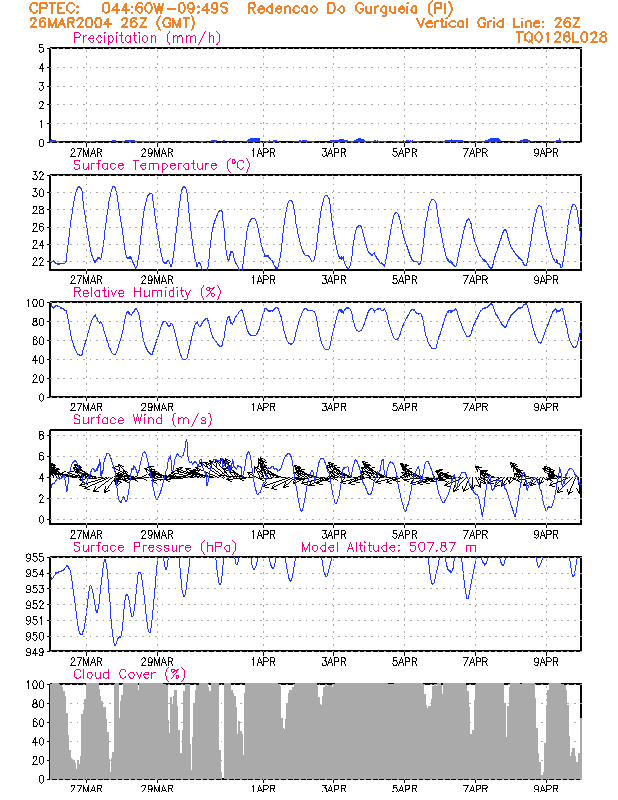 CPTEC: 044:60W-09:49S Redencao Do Gurgueia (PI)
26MAR2004 26Z (GMT) Vertical Grid Line: 26Z
Precipitation (mm/h) TQ0126L028
5
4
3
2
1
0
27MAR 29MAR 1APR 3APR 5APR 7APR 9APR
Surface Temperature (ºC)
32
30
28
26
24
22
27MAR 29MAR 1APR 3APR 5APR 7APR 9APR
Relative Humidity (%)
100
80
60
40
20
0
27MAR 29MAR 1APR 3APR 5APR 7APR 9APR
Surface Wind (m/s)
8
6
4
2
0
27MAR 29MAR 1APR 3APR 5APR 7APR 9APR
Surface Pressure (hPa) Model Altitude: 507.87 m
955
954
953
952
951
950
949
27MAR 29MAR 1APR 3APR 5APR 7APR 9APR
Cloud Cover (%)
100
80
60
40
20
0
27MAR 29MAR 1APR 3APR 5APR 7APR 9APR